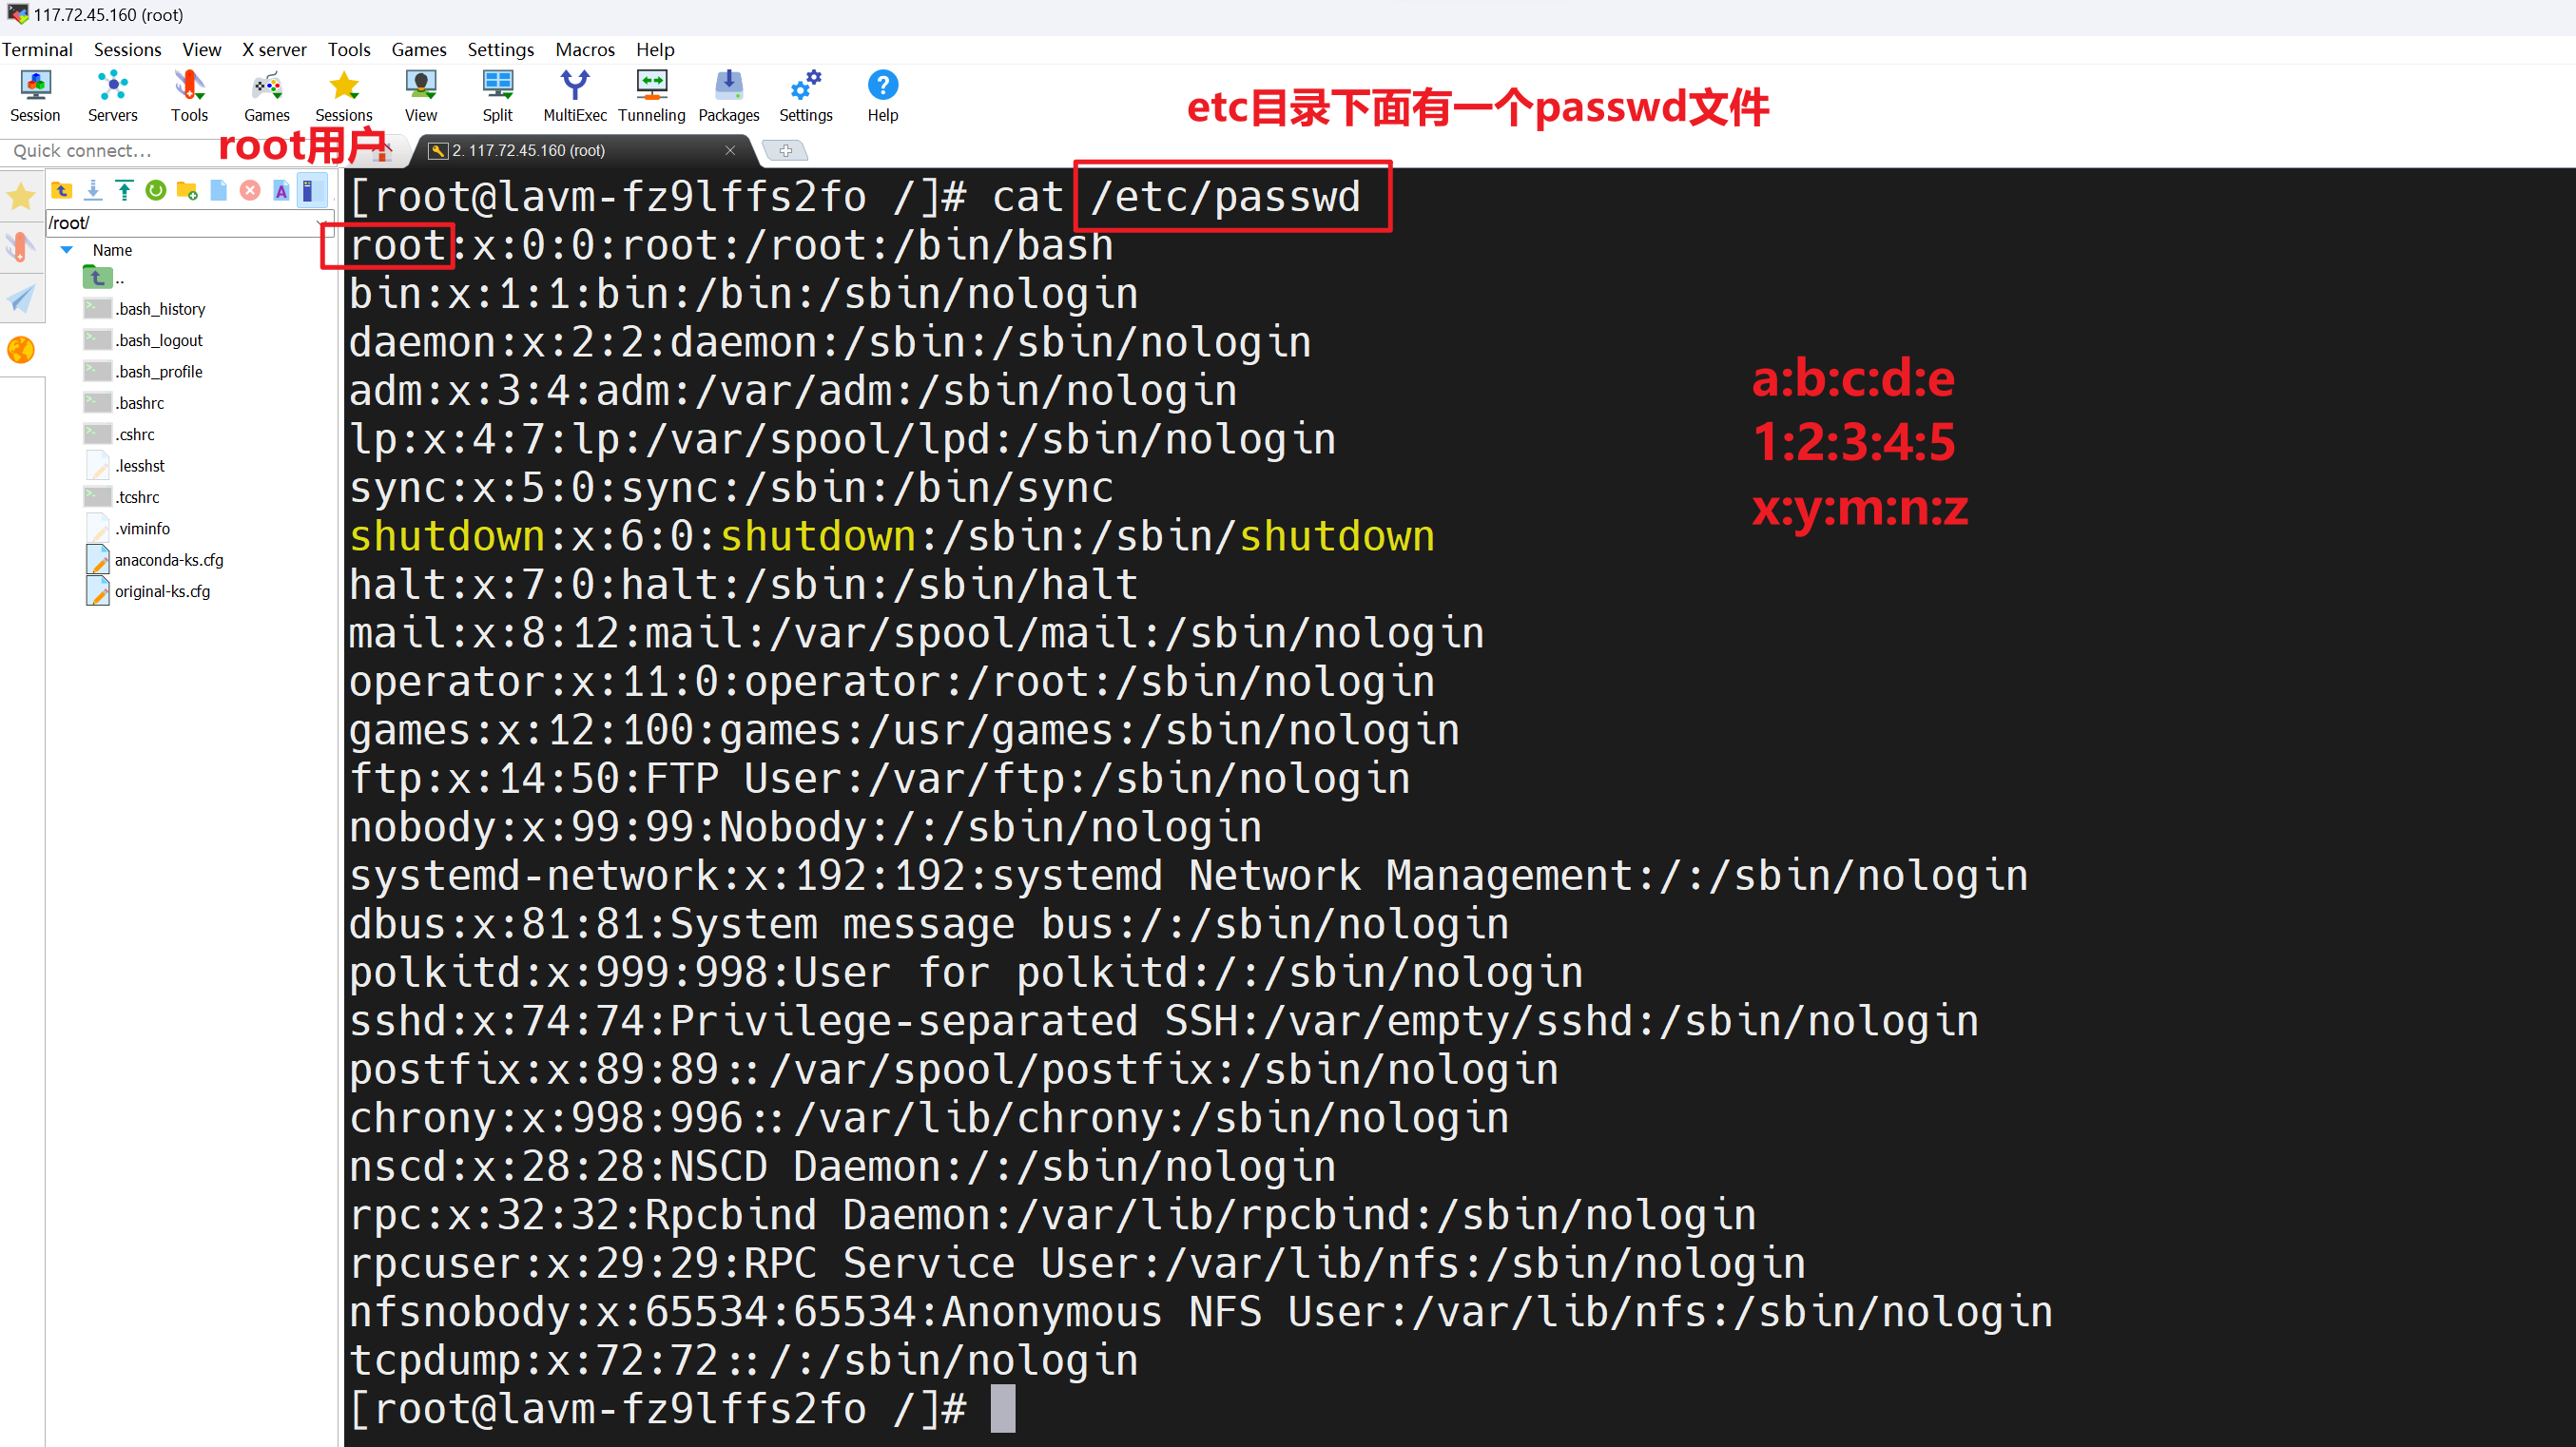 117.72.45.160 (root)
Terminal Sessions View X server Tools Games Settings Macros Help
Session Servers Tools Games Sessions View Split MultiExec Tunneling Packages Settings Help
etc目录下面有一个passwd文件
Quick connect...
root用户
2. 117.72.45.160 (root)
/root/
Name
..
.bash_history
.bash_logout
.bash_profile
.bashrc
.cshrc
.lesshst
.tcshrc
.viminfo
anaconda-ks.cfg
original-ks.cfg
[root@lavm-fz9lffs2fo /]# cat /etc/passwd
root:x:0:0:root:/root:/bin/bash
bin:x:1:1:bin:/bin:/sbin/nologin
daemon:x:2:2:daemon:/sbin:/sbin/nologin
adm:x:3:4:adm:/var/adm:/sbin/nologin
lp:x:4:7:lp:/var/spool/lpd:/sbin/nologin
sync:x:5:0:sync:/sbin:/bin/sync
shutdown:x:6:0:shutdown:/sbin:/sbin/shutdown
halt:x:7:0:halt:/sbin:/sbin/halt
mail:x:8:12:mail:/var/spool/mail:/sbin/nologin
operator:x:11:0:operator:/root:/sbin/nologin
games:x:12:100:games:/usr/games:/sbin/nologin
ftp:x:14:50:FTP User:/var/ftp:/sbin/nologin
nobody:x:99:99:Nobody:/:/sbin/nologin
systemd-network:x:192:192:systemd Network Management:/:/sbin/nologin
dbus:x:81:81:System message bus:/:/sbin/nologin
polkitd:x:999:998:User for polkitd:/:/sbin/nologin
sshd:x:74:74:Privilege-separated SSH:/var/empty/sshd:/sbin/nologin
postfix:x:89:89::/var/spool/postfix:/sbin/nologin
chrony:x:998:996::/var/lib/chrony:/sbin/nologin
nscd:x:28:28:NSCD Daemon:/:/sbin/nologin
rpc:x:32:32:Rpcbind Daemon:/var/lib/rpcbind:/sbin/nologin
rpcuser:x:29:29:RPC Service User:/var/lib/nfs:/sbin/nologin
nfsnobody:x:65534:65534:Anonymous NFS User:/var/lib/nfs:/sbin/nologin
tcpdump:x:72:72::/:/sbin/nologin
[root@lavm-fz9lffs2fo /]#
a:b:c:d:e
1:2:3:4:5
x:y:m:n:z